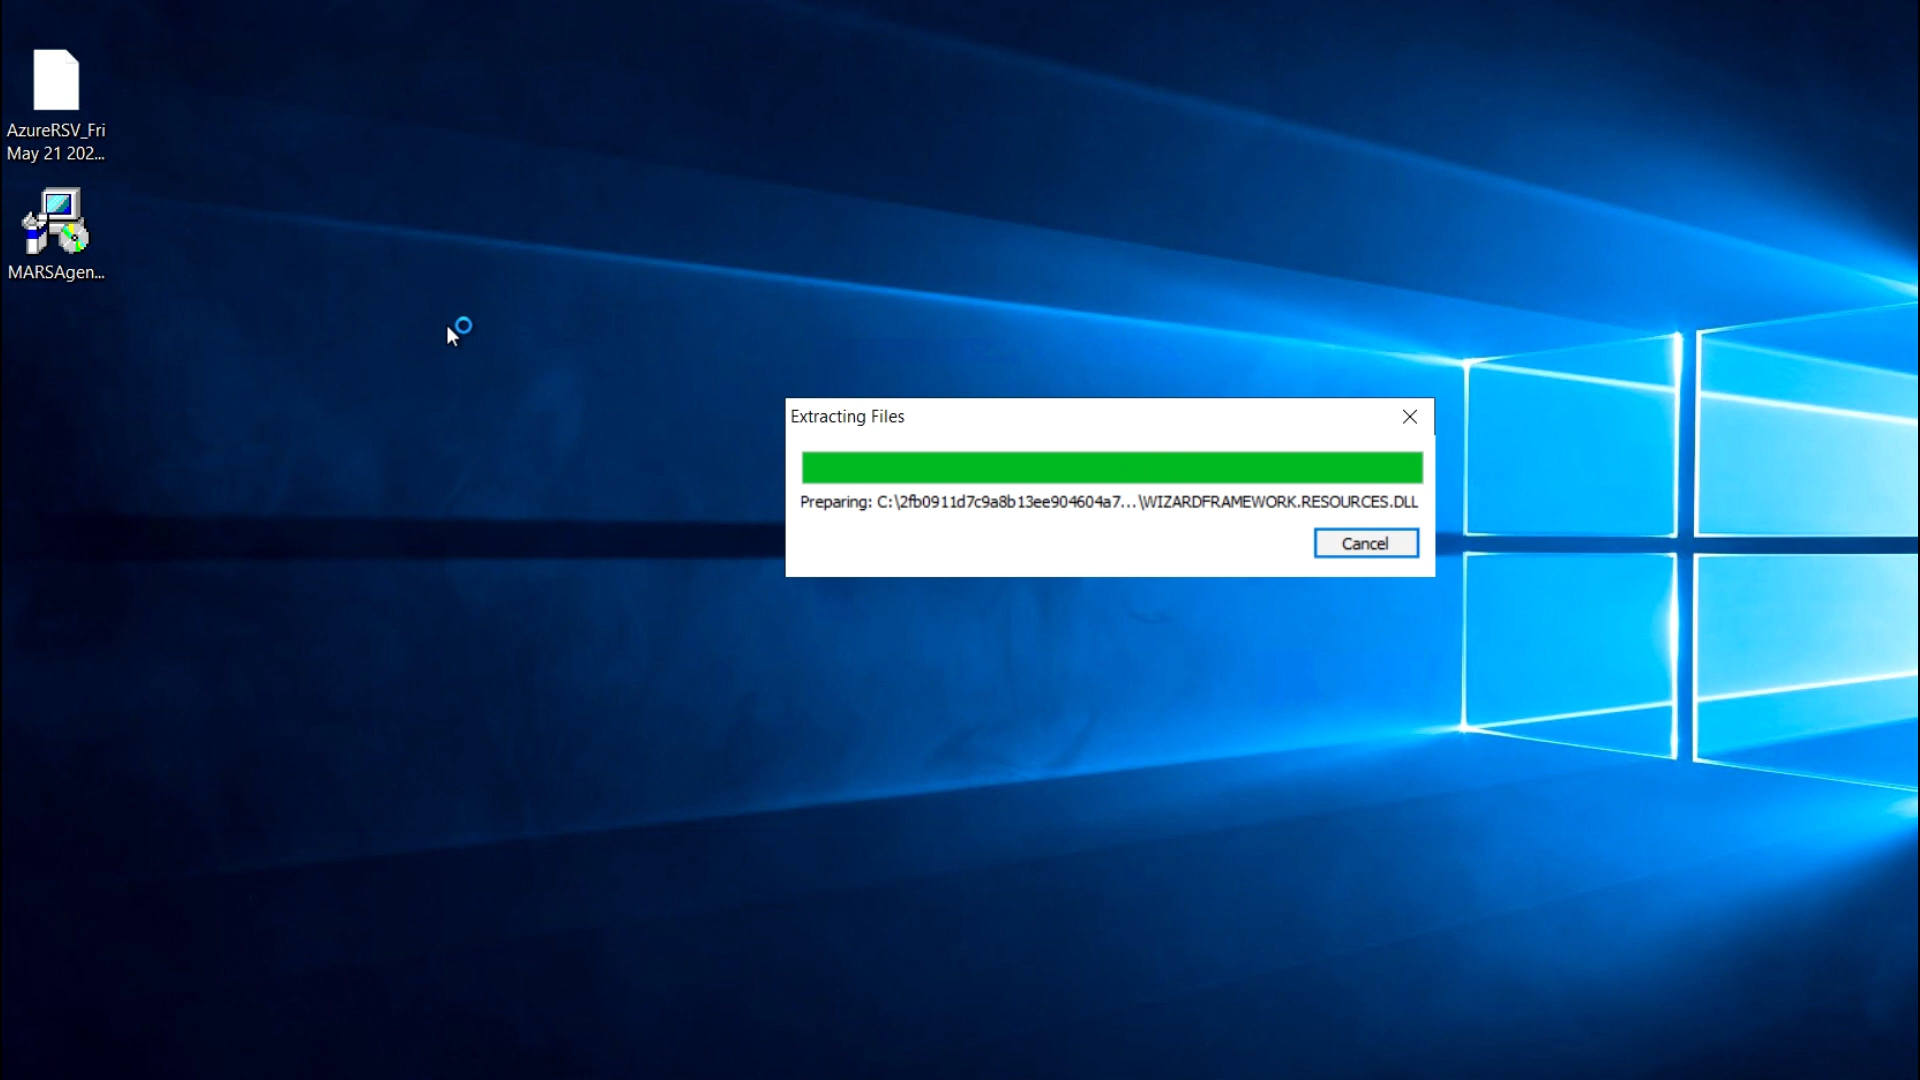 AzureRSV_Fri
May 21 202...
MARSAgen...
Extracting Files
Preparing: C:\2fb0911d7c9a8b13ee904604a7...\WIZARDFRAMEWORK.RESOURCES.DLL
Cancel